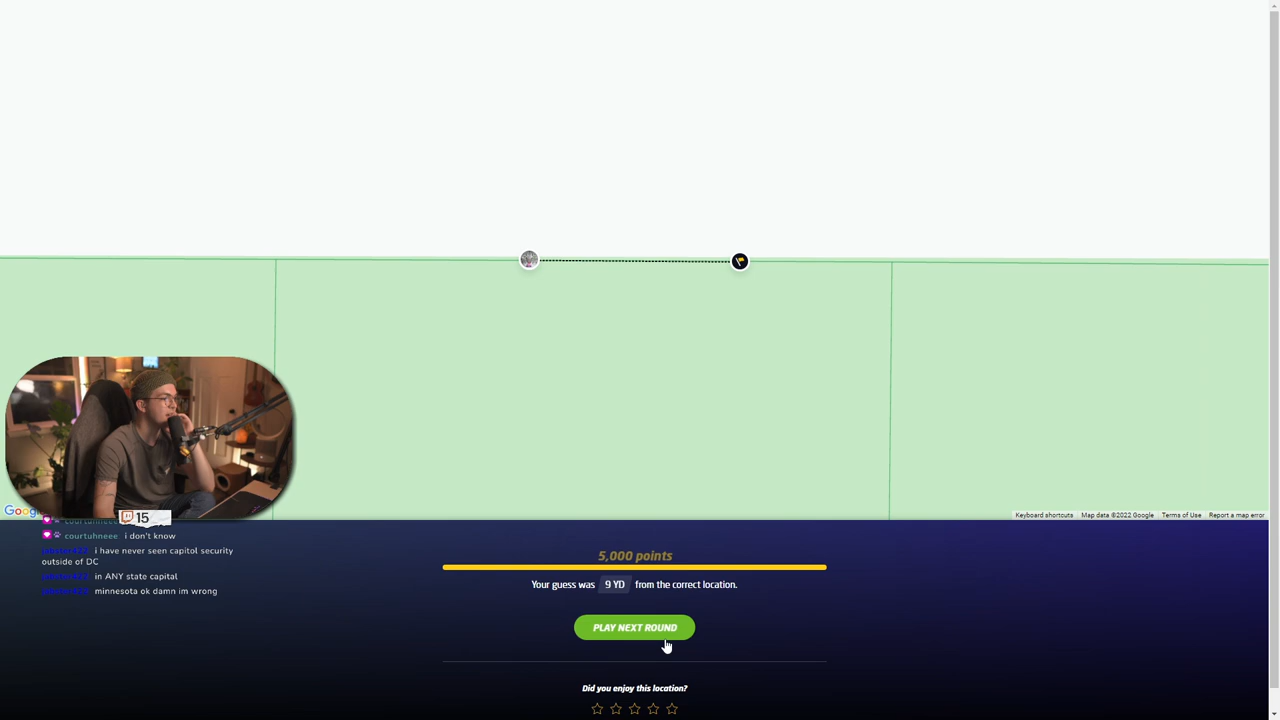 Goog
Keyboard shortcuts
Map data ©2022 Google
Terms of Use
Report a map error
15
courtuhneee
courtuhneee: i don't know
i have never seen capitol security
outside of DC
in ANY state capital
minnesota ok damn im wrong
5,000 points
Your guess was 9 YD from the correct location.
PLAY NEXT ROUND
Did you enjoy this location?